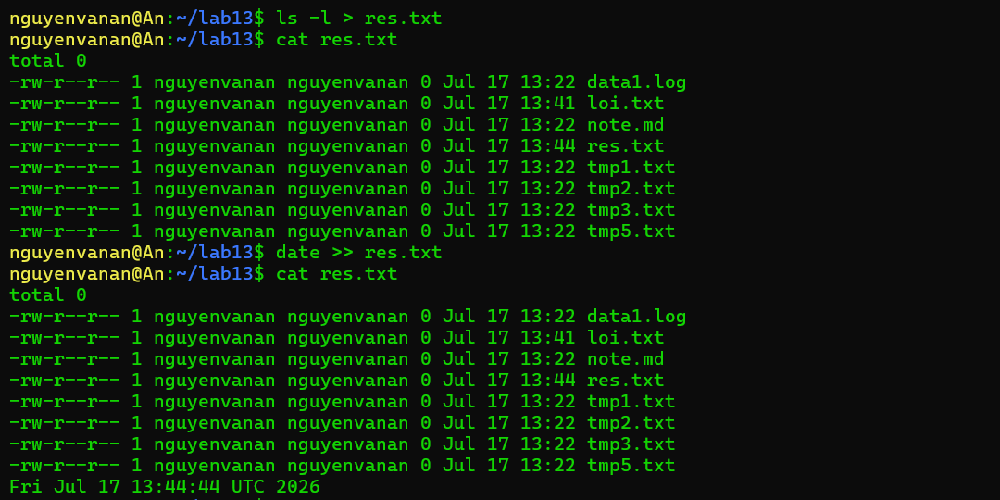 nguyenvanan@An:~/lab13$ ls -l > res.txt
nguyenvanan@An:~/lab13$ cat res.txt
total 0
-rw-r--r-- 1 nguyenvanan nguyenvanan 0 Jul 17 13:22 data1.log
-rw-r--r-- 1 nguyenvanan nguyenvanan 0 Jul 17 13:41 loi.txt
-rw-r--r-- 1 nguyenvanan nguyenvanan 0 Jul 17 13:22 note.md
-rw-r--r-- 1 nguyenvanan nguyenvanan 0 Jul 17 13:44 res.txt
-rw-r--r-- 1 nguyenvanan nguyenvanan 0 Jul 17 13:22 tmp1.txt
-rw-r--r-- 1 nguyenvanan nguyenvanan 0 Jul 17 13:22 tmp2.txt
-rw-r--r-- 1 nguyenvanan nguyenvanan 0 Jul 17 13:22 tmp3.txt
-rw-r--r-- 1 nguyenvanan nguyenvanan 0 Jul 17 13:22 tmp5.txt
nguyenvanan@An:~/lab13$ date >> res.txt
nguyenvanan@An:~/lab13$ cat res.txt
total 0
-rw-r--r-- 1 nguyenvanan nguyenvanan 0 Jul 17 13:22 data1.log
-rw-r--r-- 1 nguyenvanan nguyenvanan 0 Jul 17 13:41 loi.txt
-rw-r--r-- 1 nguyenvanan nguyenvanan 0 Jul 17 13:22 note.md
-rw-r--r-- 1 nguyenvanan nguyenvanan 0 Jul 17 13:44 res.txt
-rw-r--r-- 1 nguyenvanan nguyenvanan 0 Jul 17 13:22 tmp1.txt
-rw-r--r-- 1 nguyenvanan nguyenvanan 0 Jul 17 13:22 tmp2.txt
-rw-r--r-- 1 nguyenvanan nguyenvanan 0 Jul 17 13:22 tmp3.txt
-rw-r--r-- 1 nguyenvanan nguyenvanan 0 Jul 17 13:22 tmp5.txt
Fri Jul 17 13:44:44 UTC 2026